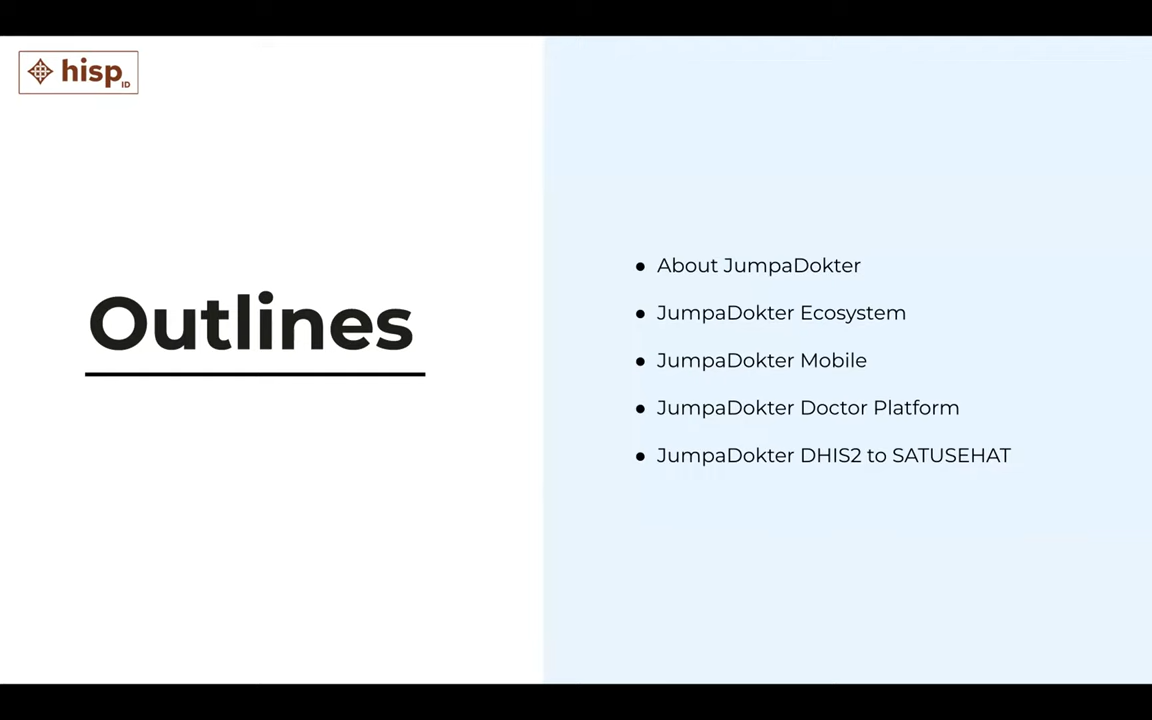 hisp
ID
Outlines
● About JumpaDokter
● JumpaDokter Ecosystem
● JumpaDokter Mobile
● JumpaDokter Doctor Platform
● JumpaDokter DHIS2 to SATUSEHAT